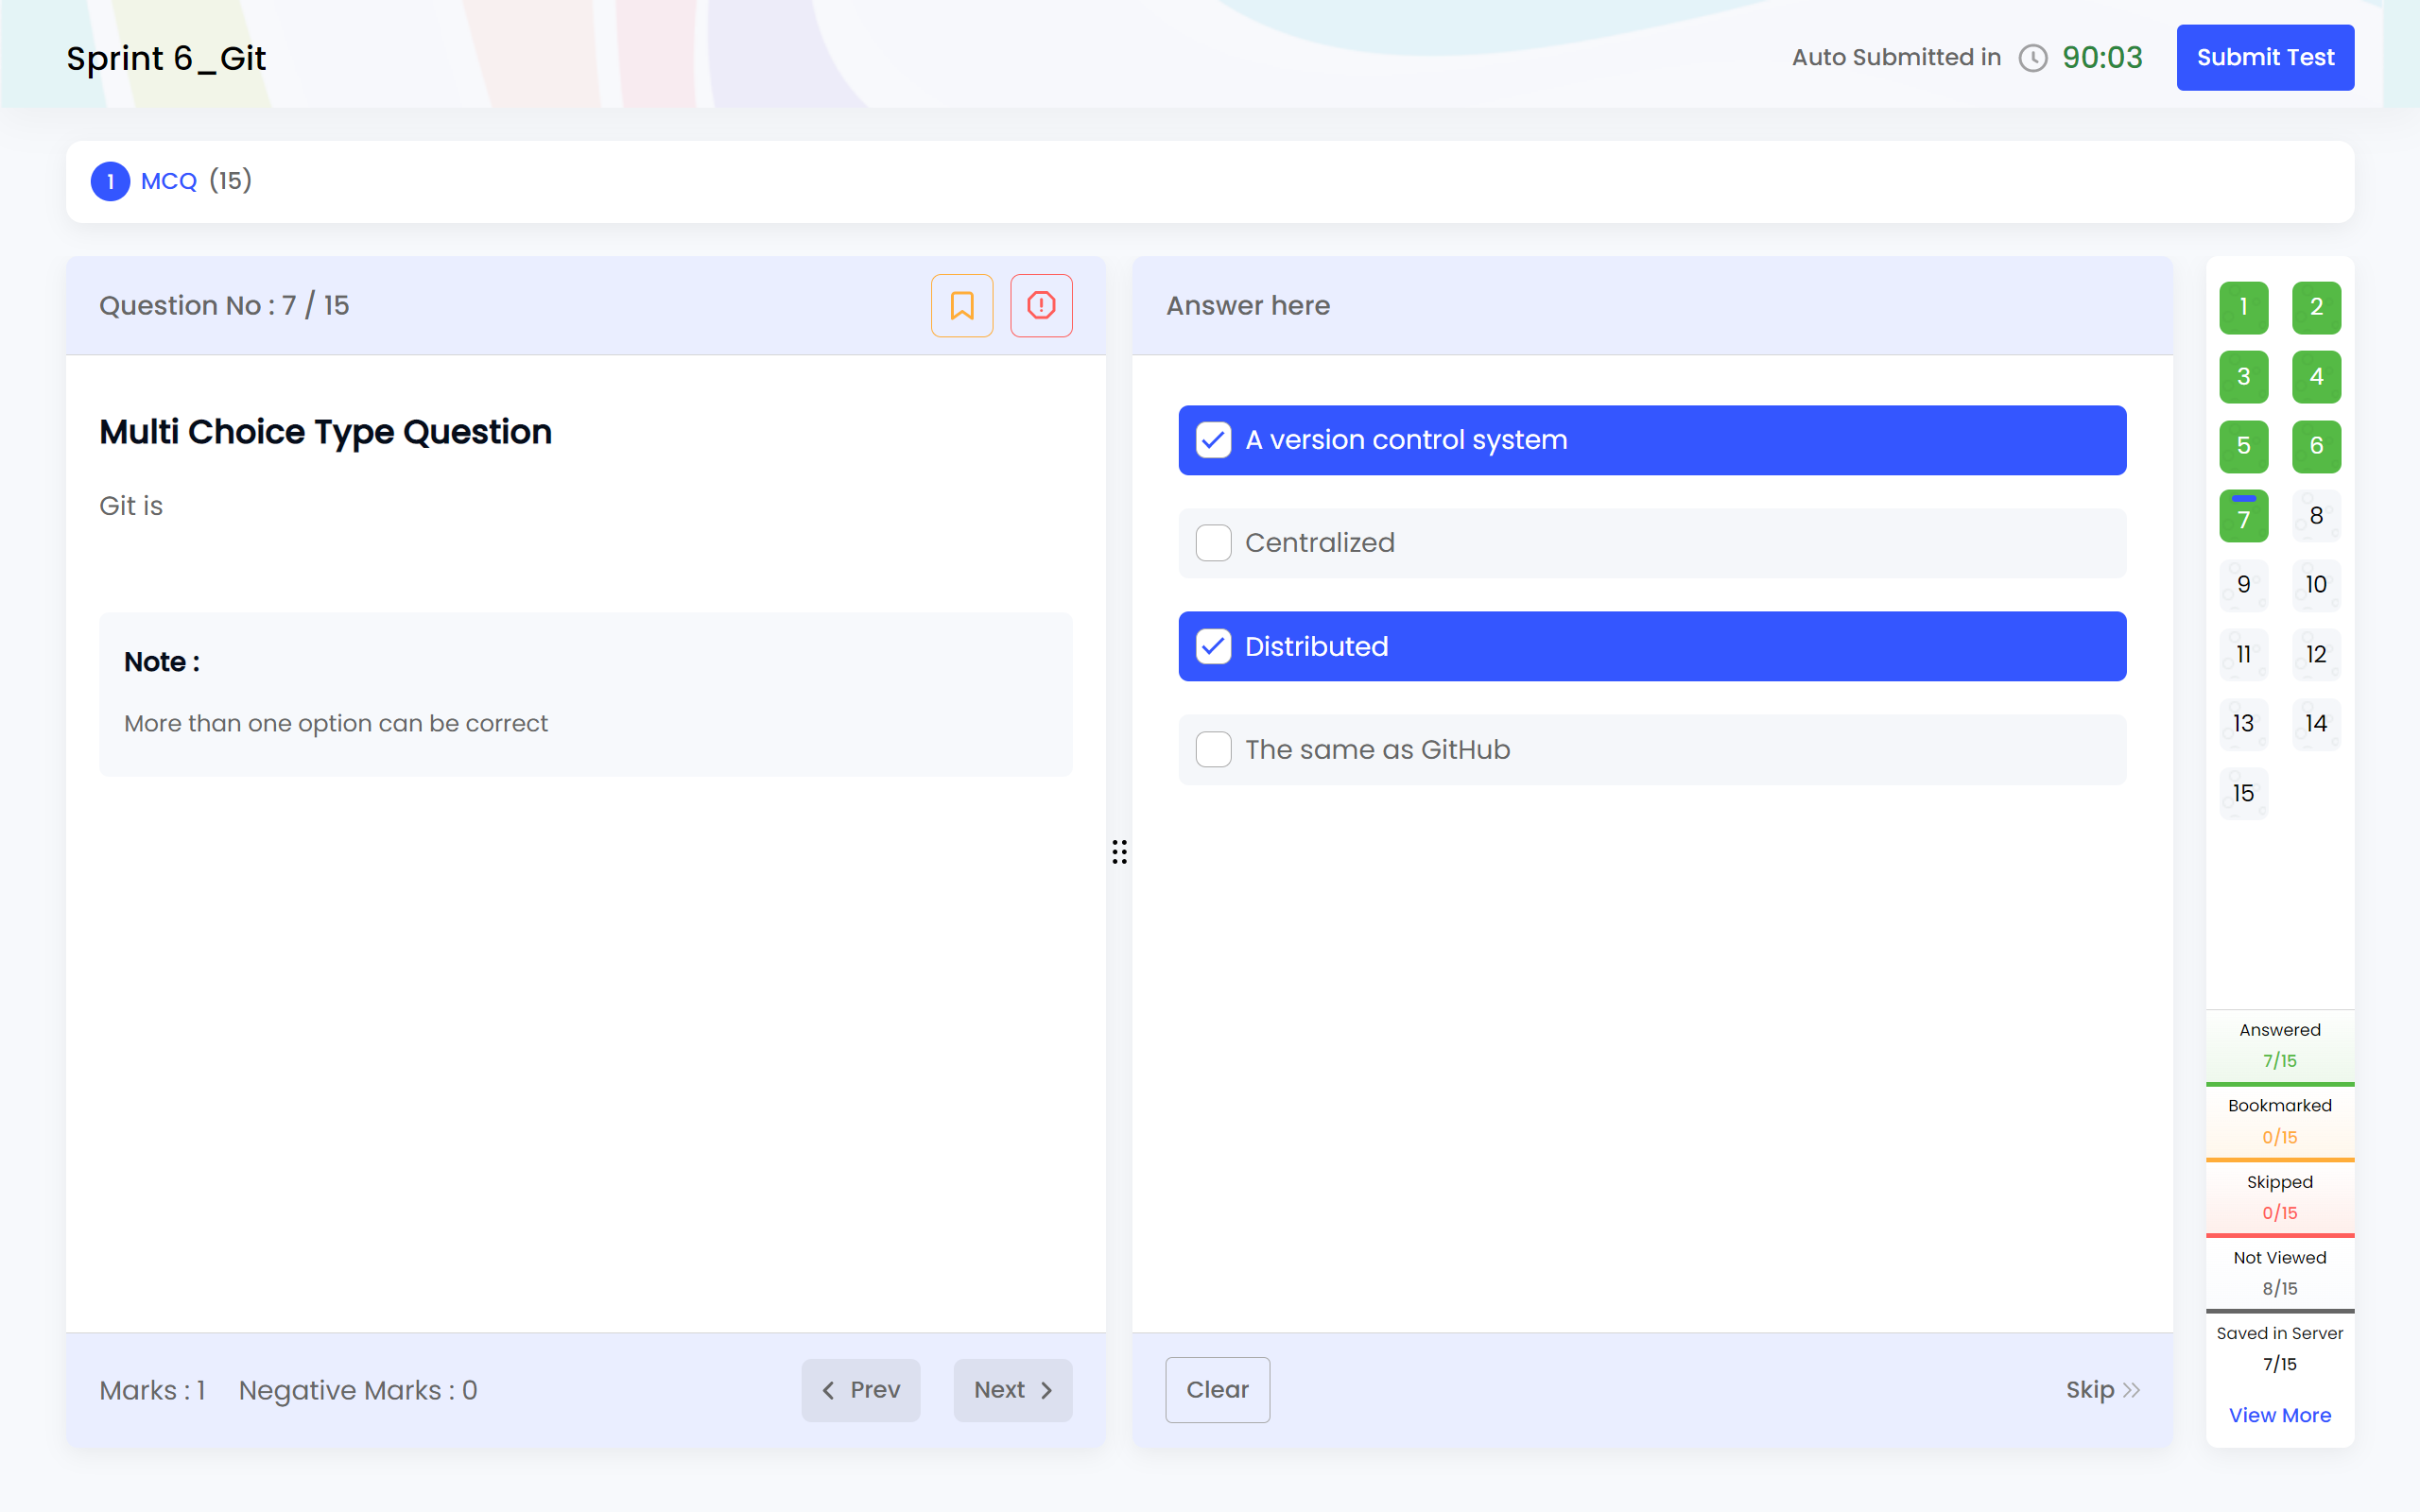 Sprint 6_Git
Auto Submitted in 90:03
Submit Test
1 MCQ (15)
Question No : 7 / 15
Multi Choice Type Question
Git is
Note :
More than one option can be correct
Marks : 1 Negative Marks : 0
Prev
Next
Answer here
A version control system
Centralized
Distributed
The same as GitHub
Clear
Skip
1 2
3 4
5 6
7 8
9 10
11 12
13 14
15
Answered
7/15
Bookmarked
0/15
Skipped
0/15
Not Viewed
8/15
Saved in Server
7/15
View More